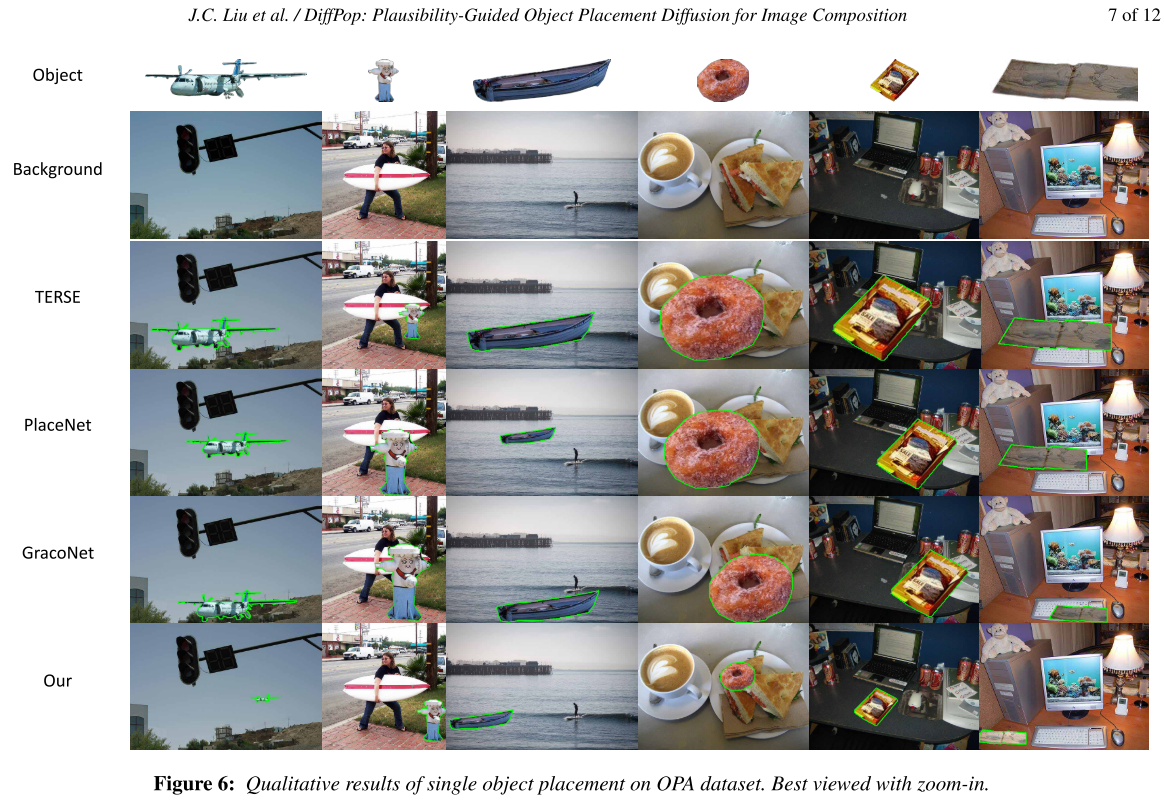 J.C. Liu et al. / DiffPop: Plausibility-Guided Object Placement Diffusion for Image Composition 7 of 12
Object
Background
TERSE
PlaceNet
GracoNet
Our
Figure 6: Qualitative results of single object placement on OPA dataset. Best viewed with zoom-in.